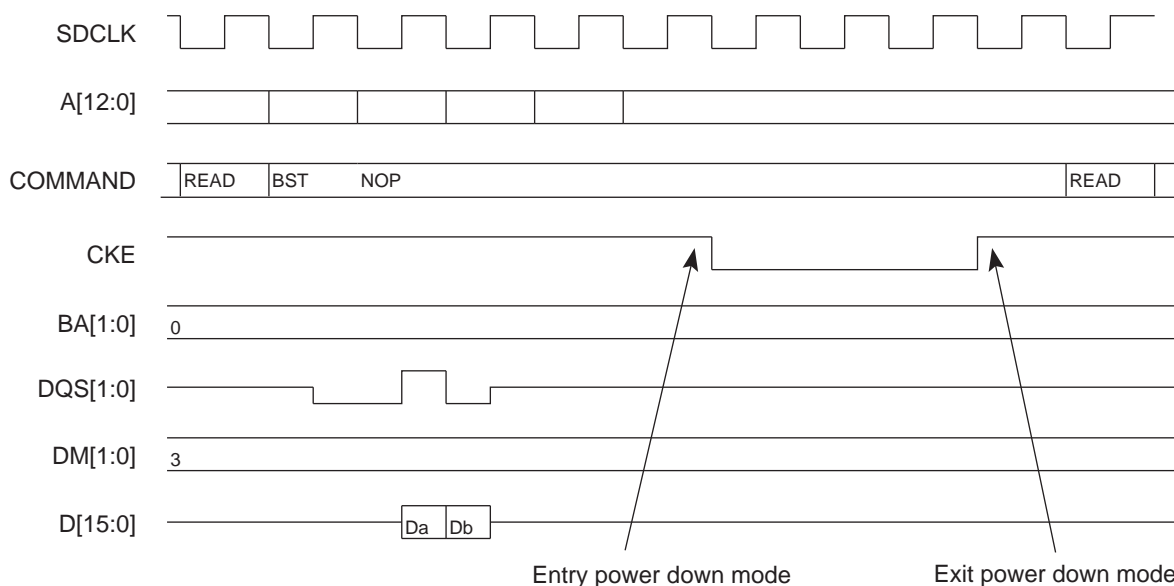 SDCLK
A[12:0]
COMMAND READ BST NOP READ
CKE
BA[1:0] 0
DQS[1:0]
DM[1:0] 3
D[15:0] Da Db
Entry power down mode Exit power down mode